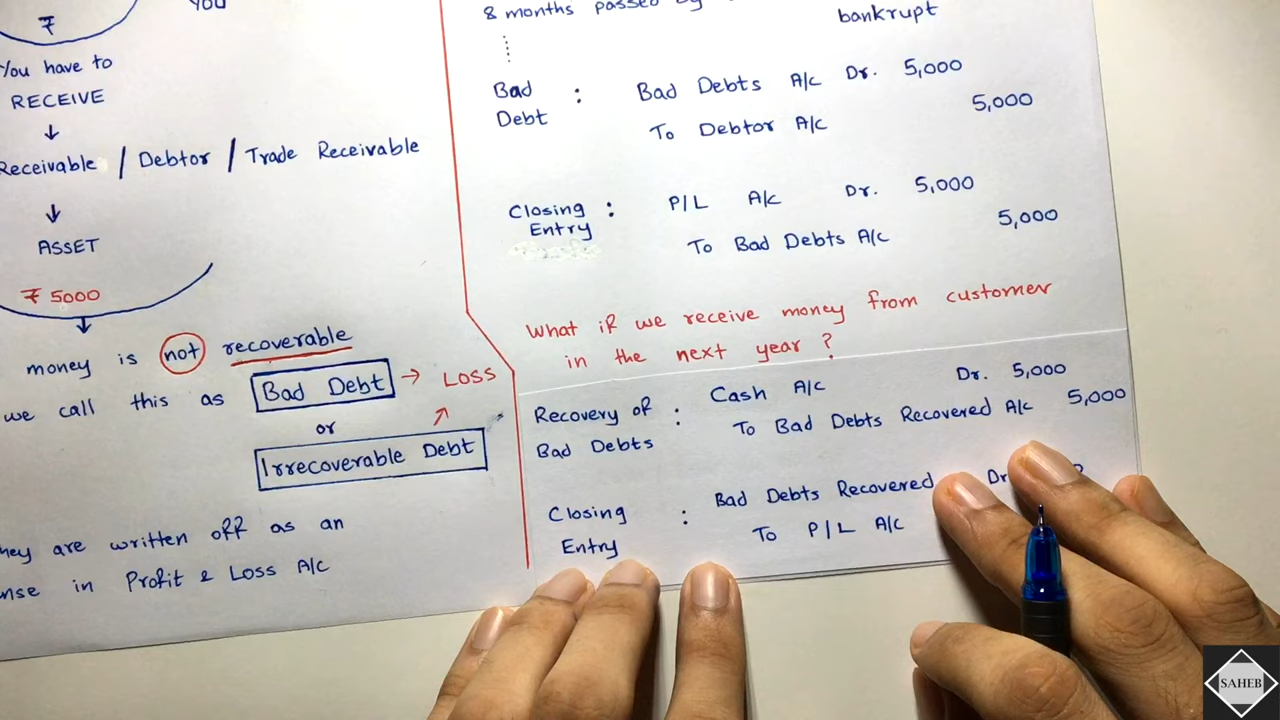 ₹
YOU
You have to
RECEIVE
↓
Receivable / Debtor / Trade Receivable
↓
ASSET
₹ 5000
↓
money is not recoverable
we call this as Bad Debt → LOSS
or
Irrecoverable Debt
they are written off as an
in Profit & Loss A/c
8 months passed by
bankrupt
Bad Debt : Bad Debts A/c Dr. 5,000
To Debtor A/c 5,000
Closing Entry : P/L A/c Dr. 5,000
To Bad Debts A/c 5,000
What if we receive money from customer
in the next year ?
Recovery of Bad Debts : Cash A/c Dr. 5,000
To Bad Debts Recovered A/c 5,000
Closing Entry : Bad Debts Recovered Dr
To P/L A/c
SAHEB